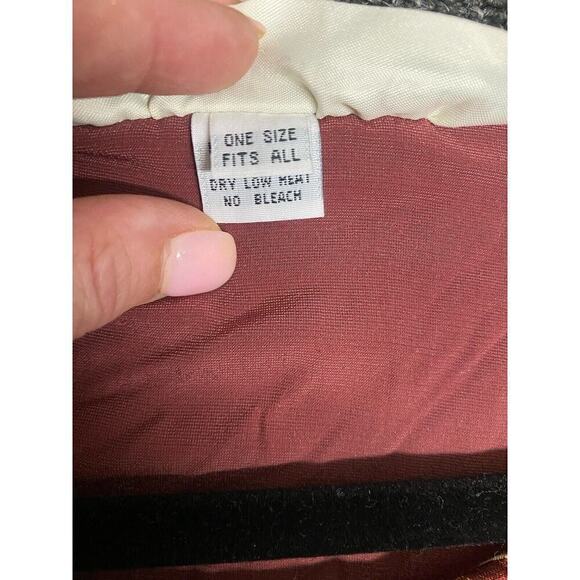 ONE SIZE
FITS ALL
DRY LOW HEAT
NO BLEACH